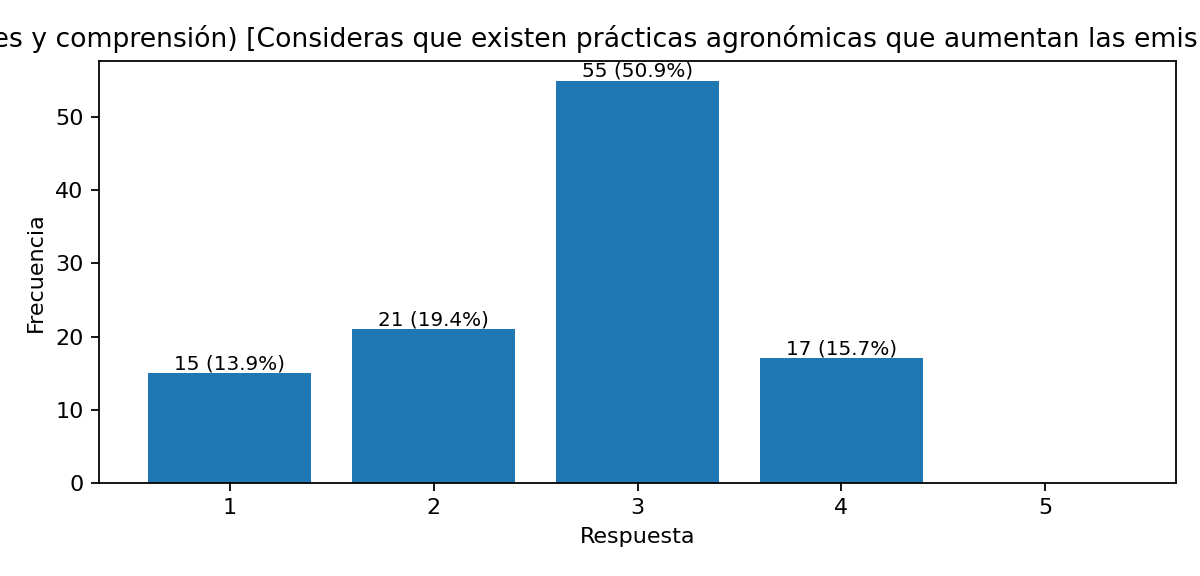 es y comprensión) [Consideras que existen prácticas agronómicas que aumentan las emis
55 (50.9%)
50
40
30
20
10
0
Frecuencia
21 (19.4%)
15 (13.9%)
17 (15.7%)
1 2 3 4 5
Respuesta